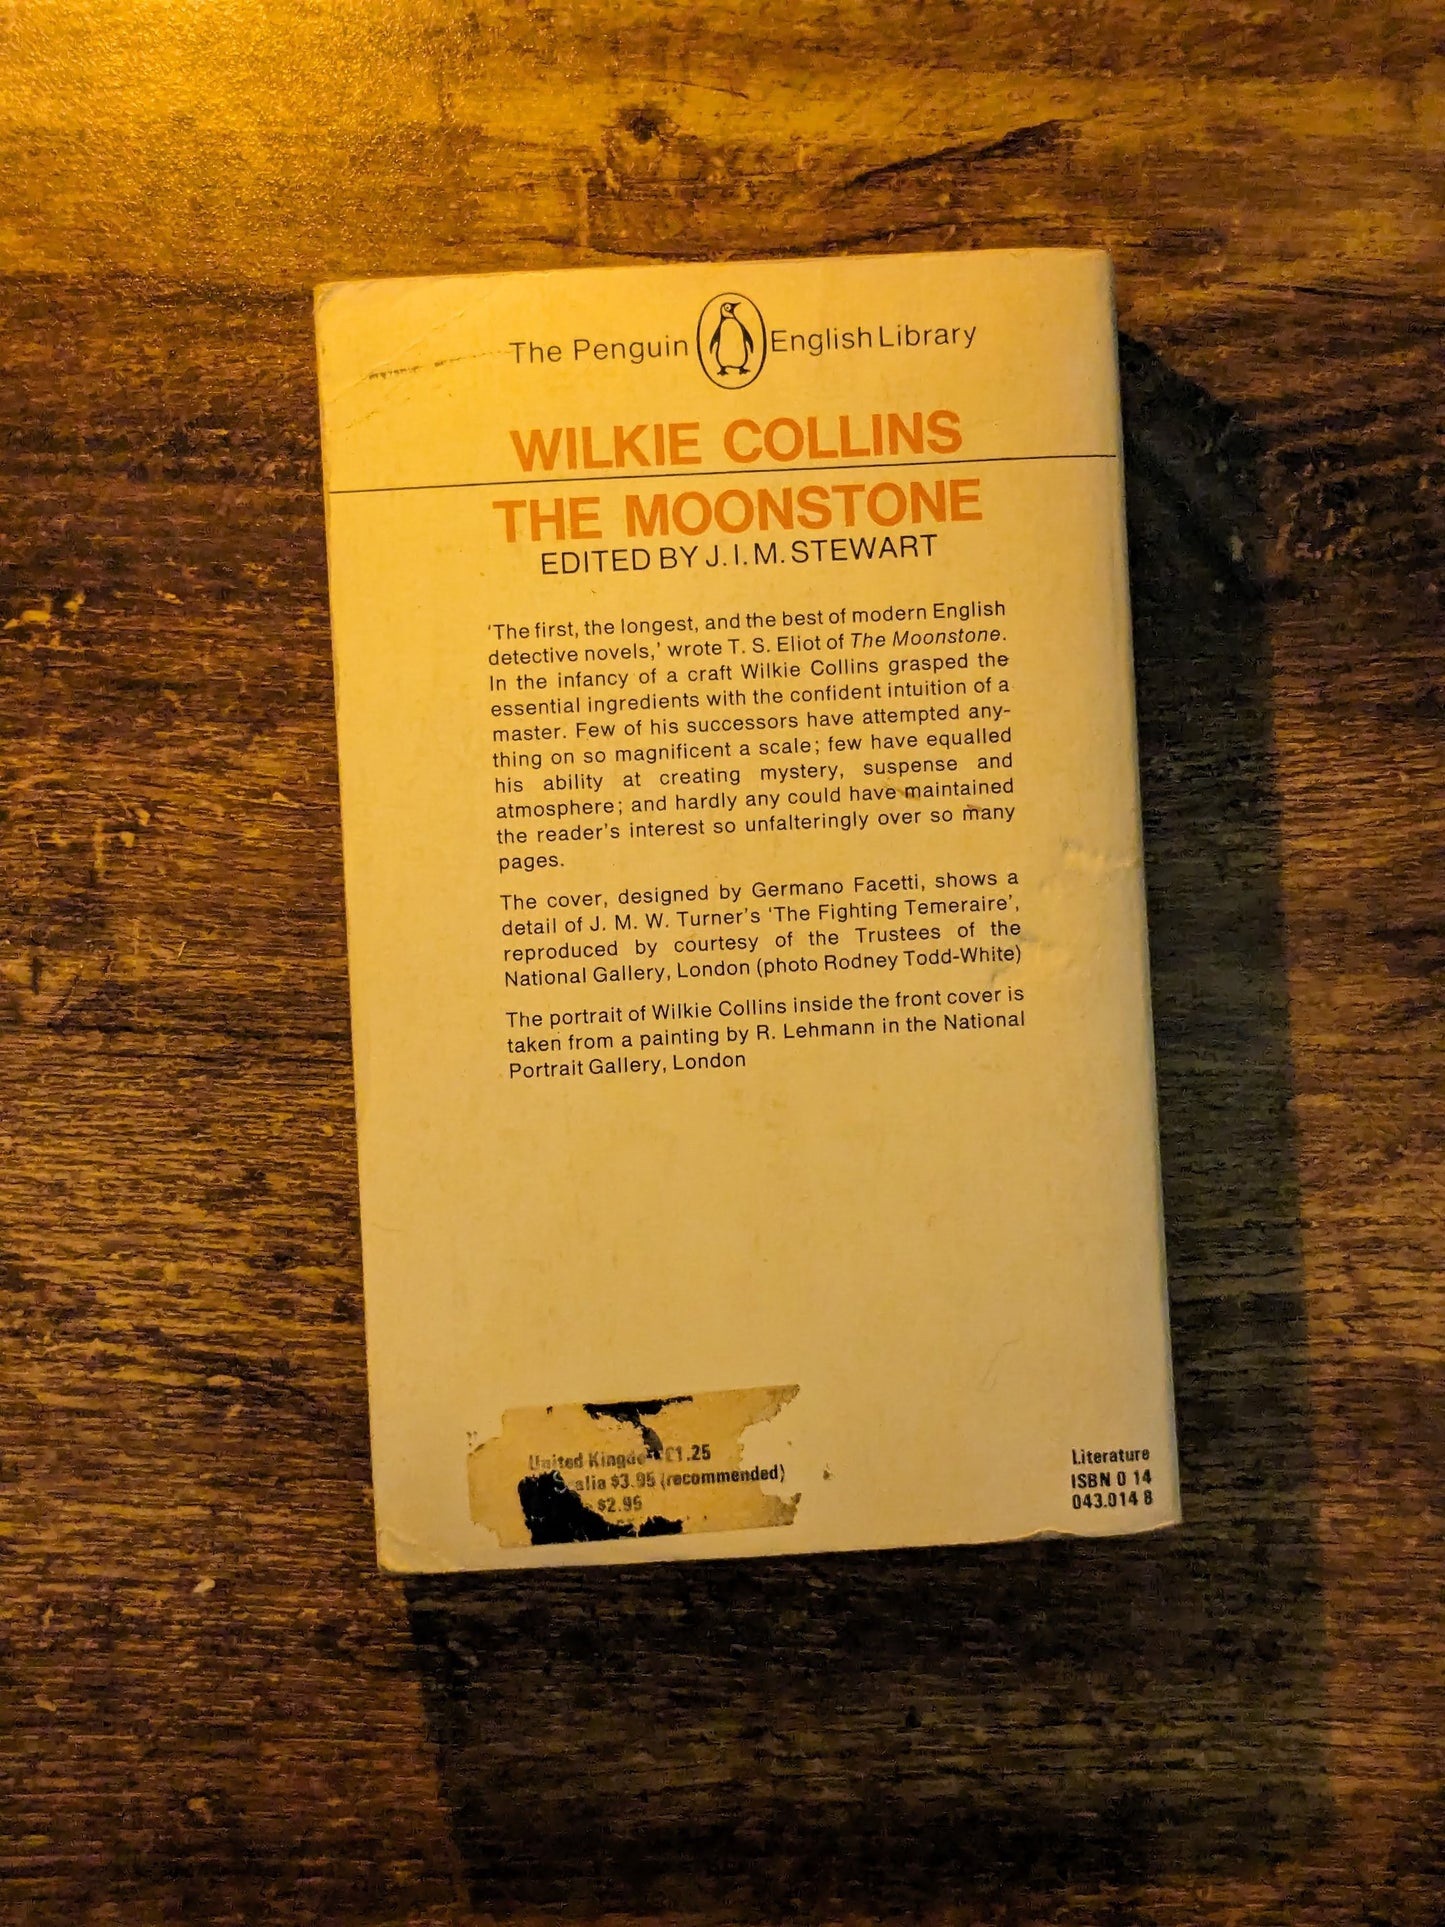 The Penguin English Library
WILKIE COLLINS
THE MOONSTONE
EDITED BY J. I. M. STEWART
‘The first, the longest, and the best of modern English
detective novels,’ wrote T. S. Eliot of The Moonstone.
In the infancy of a craft Wilkie Collins grasped the
essential ingredients with the confident intuition of a
master. Few of his successors have attempted any-
thing on so magnificent a scale; few have equalled
his ability at creating mystery, suspense and
atmosphere; and hardly any could have maintained
the reader’s interest so unfalteringly over so many
pages.
The cover, designed by Germano Facetti, shows a
detail of J. M. W. Turner’s ‘The Fighting Temeraire’,
reproduced by courtesy of the Trustees of the
National Gallery, London (photo Rodney Todd-White)
The portrait of Wilkie Collins inside the front cover is
taken from a painting by R. Lehmann in the National
Portrait Gallery, London
United £1.25
$3.95 (recommended)
$2.95
Literature
ISBN 0 14
043.014 8